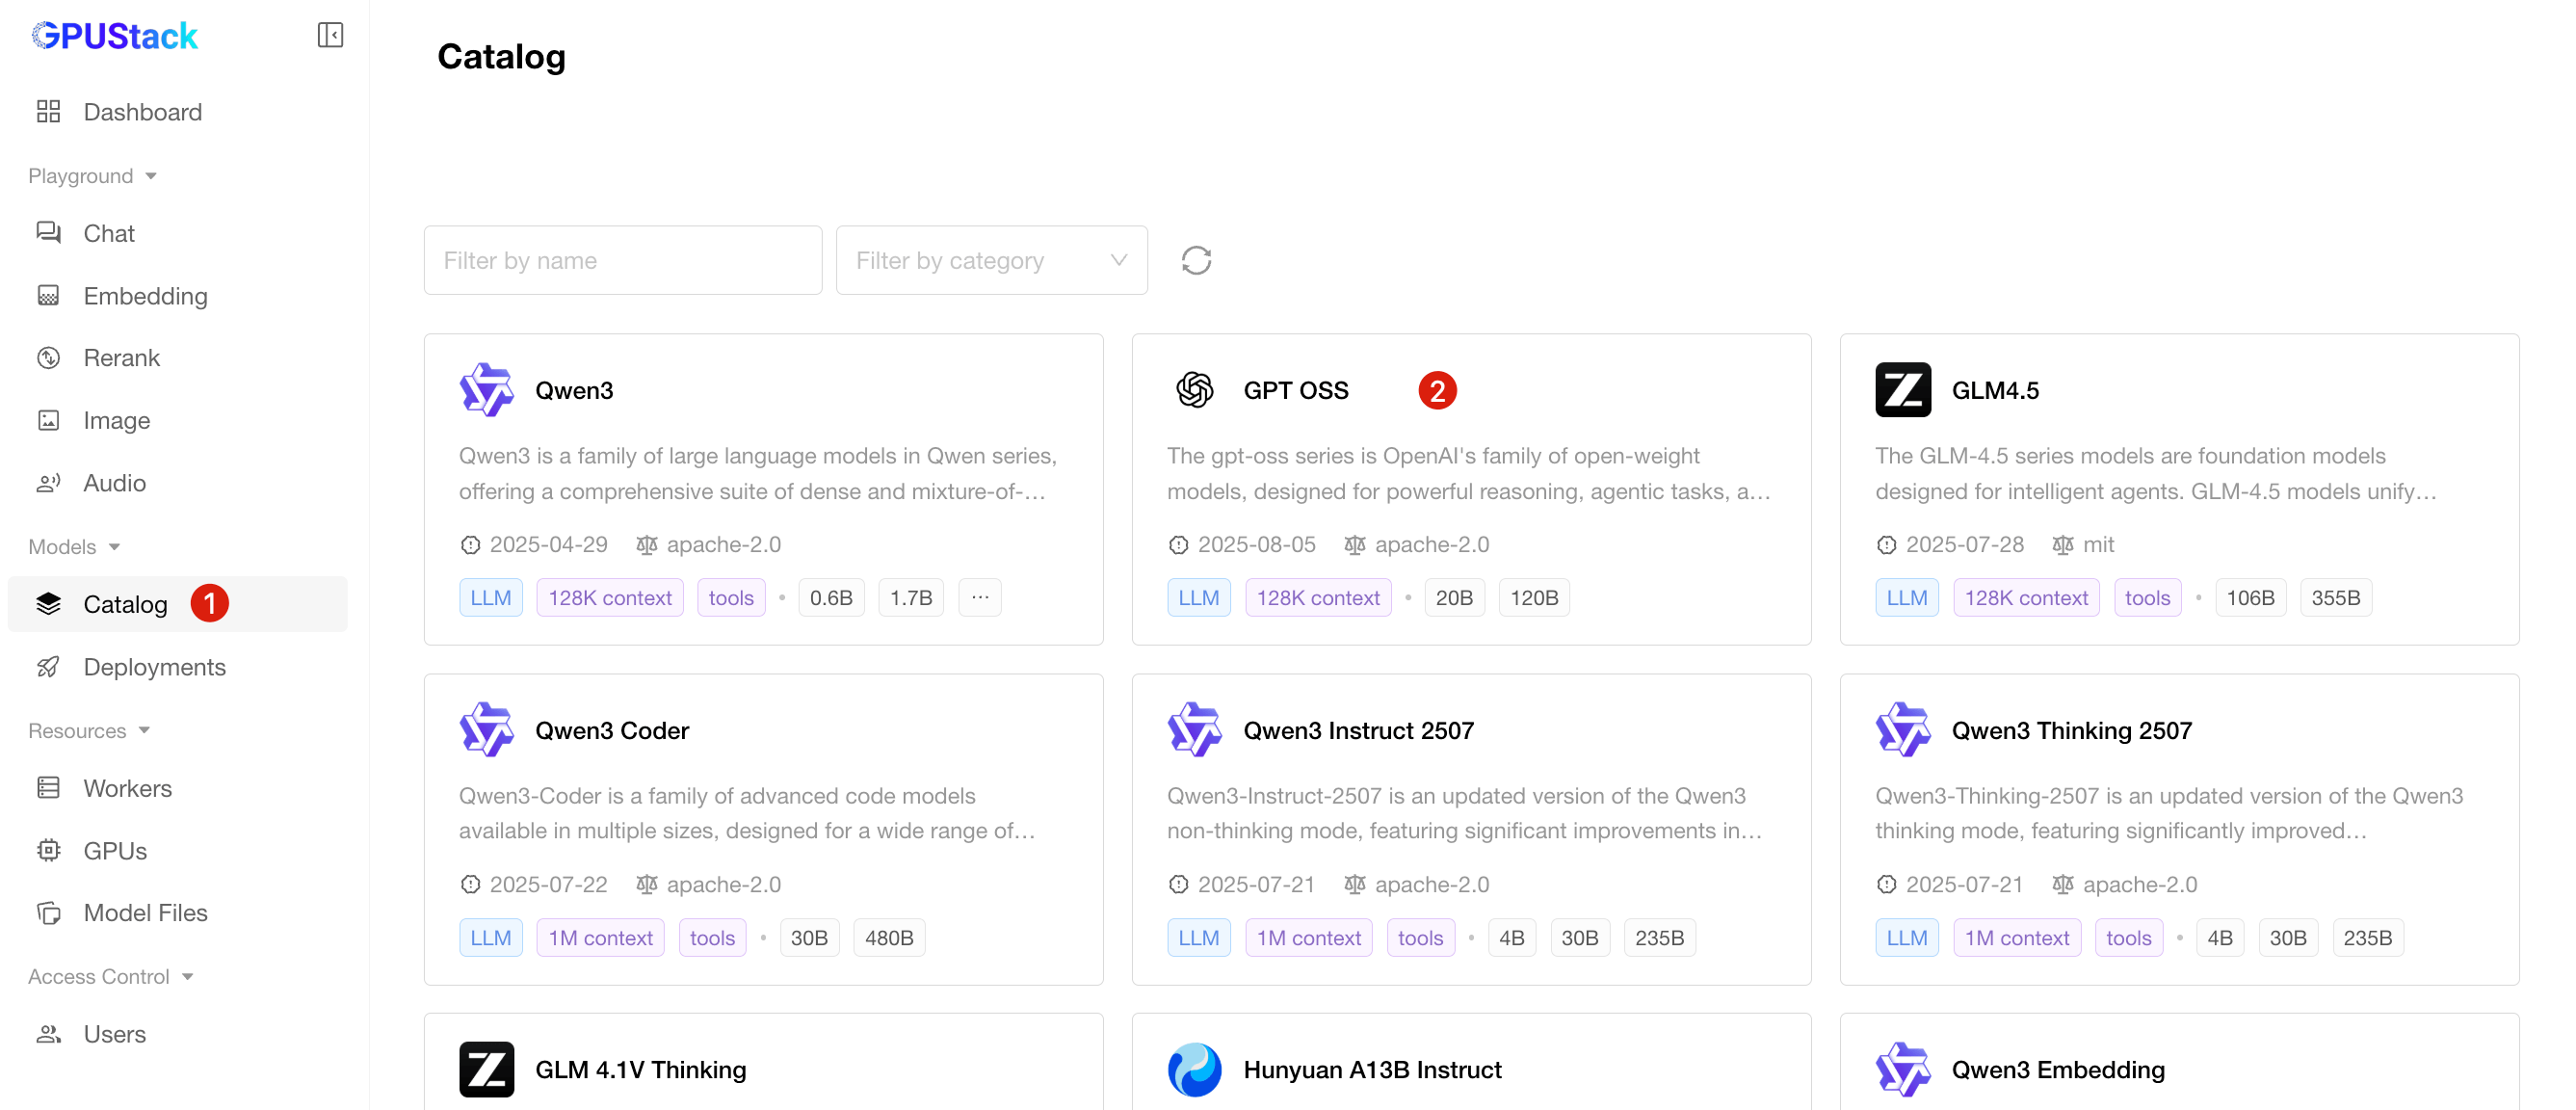 GPUStack
Dashboard
Playground
Chat
Embedding
Rerank
Image
Audio
Models
Catalog 1
Deployments
Resources
Workers
GPUs
Model Files
Access Control
Users
Catalog
Filter by name
Filter by category
Qwen3
Qwen3 is a family of large language models in Qwen series,
offering a comprehensive suite of dense and mixture-of-...
2025-04-29 apache-2.0
LLM 128K context tools • 0.6B 1.7B ...
GPT OSS 2
The gpt-oss series is OpenAI's family of open-weight
models, designed for powerful reasoning, agentic tasks, a...
2025-08-05 apache-2.0
LLM 128K context • 20B 120B
GLM4.5
The GLM-4.5 series models are foundation models
designed for intelligent agents. GLM-4.5 models unify...
2025-07-28 mit
LLM 128K context tools • 106B 355B
Qwen3 Coder
Qwen3-Coder is a family of advanced code models
available in multiple sizes, designed for a wide range of...
2025-07-22 apache-2.0
LLM 1M context tools • 30B 480B
Qwen3 Instruct 2507
Qwen3-Instruct-2507 is an updated version of the Qwen3
non-thinking mode, featuring significant improvements in...
2025-07-21 apache-2.0
LLM 1M context tools • 4B 30B 235B
Qwen3 Thinking 2507
Qwen3-Thinking-2507 is an updated version of the Qwen3
thinking mode, featuring significantly improved...
2025-07-21 apache-2.0
LLM 1M context tools • 4B 30B 235B
GLM 4.1V Thinking
Hunyuan A13B Instruct
Qwen3 Embedding